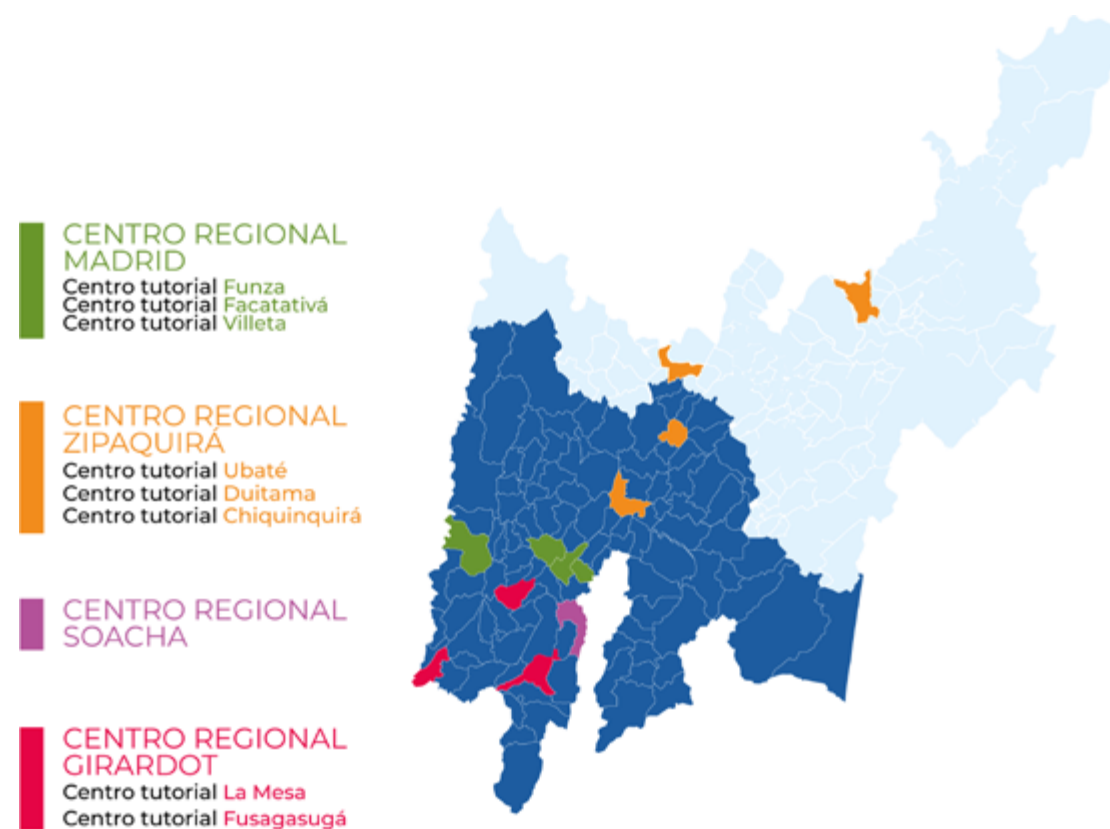 CENTRO REGIONAL
MADRID
Centro tutorial Funza
Centro tutorial Facatativá
Centro tutorial Villeta
CENTRO REGIONAL
ZIPAQUIRÁ
Centro tutorial Ubaté
Centro tutorial Duitama
Centro tutorial Chiquinquirá
CENTRO REGIONAL
SOACHA
CENTRO REGIONAL
GIRARDOT
Centro tutorial La Mesa
Centro tutorial Fusagasugá